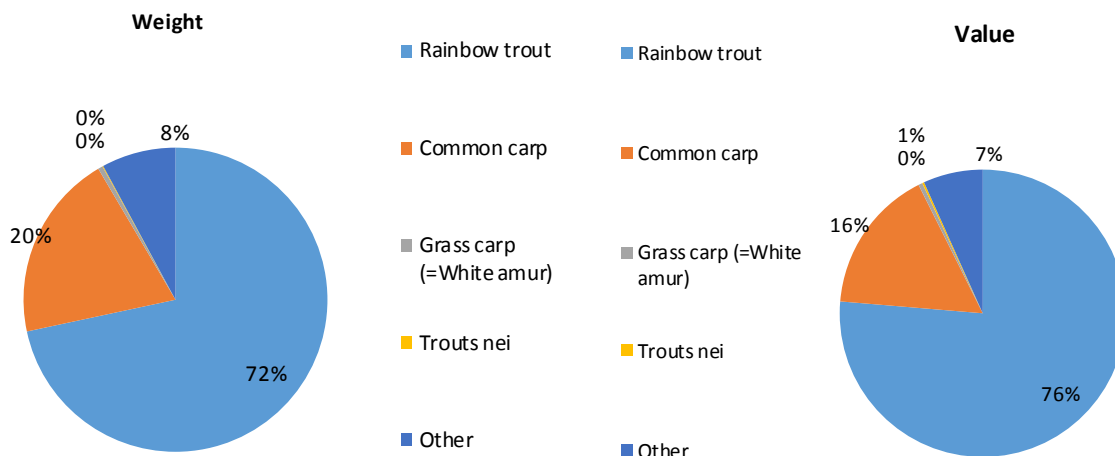 Weight
0%
0%
8%
20%
72%
Rainbow trout
Common carp
Grass carp
(=White amur)
Trouts nei
Other
Value
Rainbow trout
Common carp
Grass carp (=White
amur)
Trouts nei
Other
1%
0%
7%
16%
76%